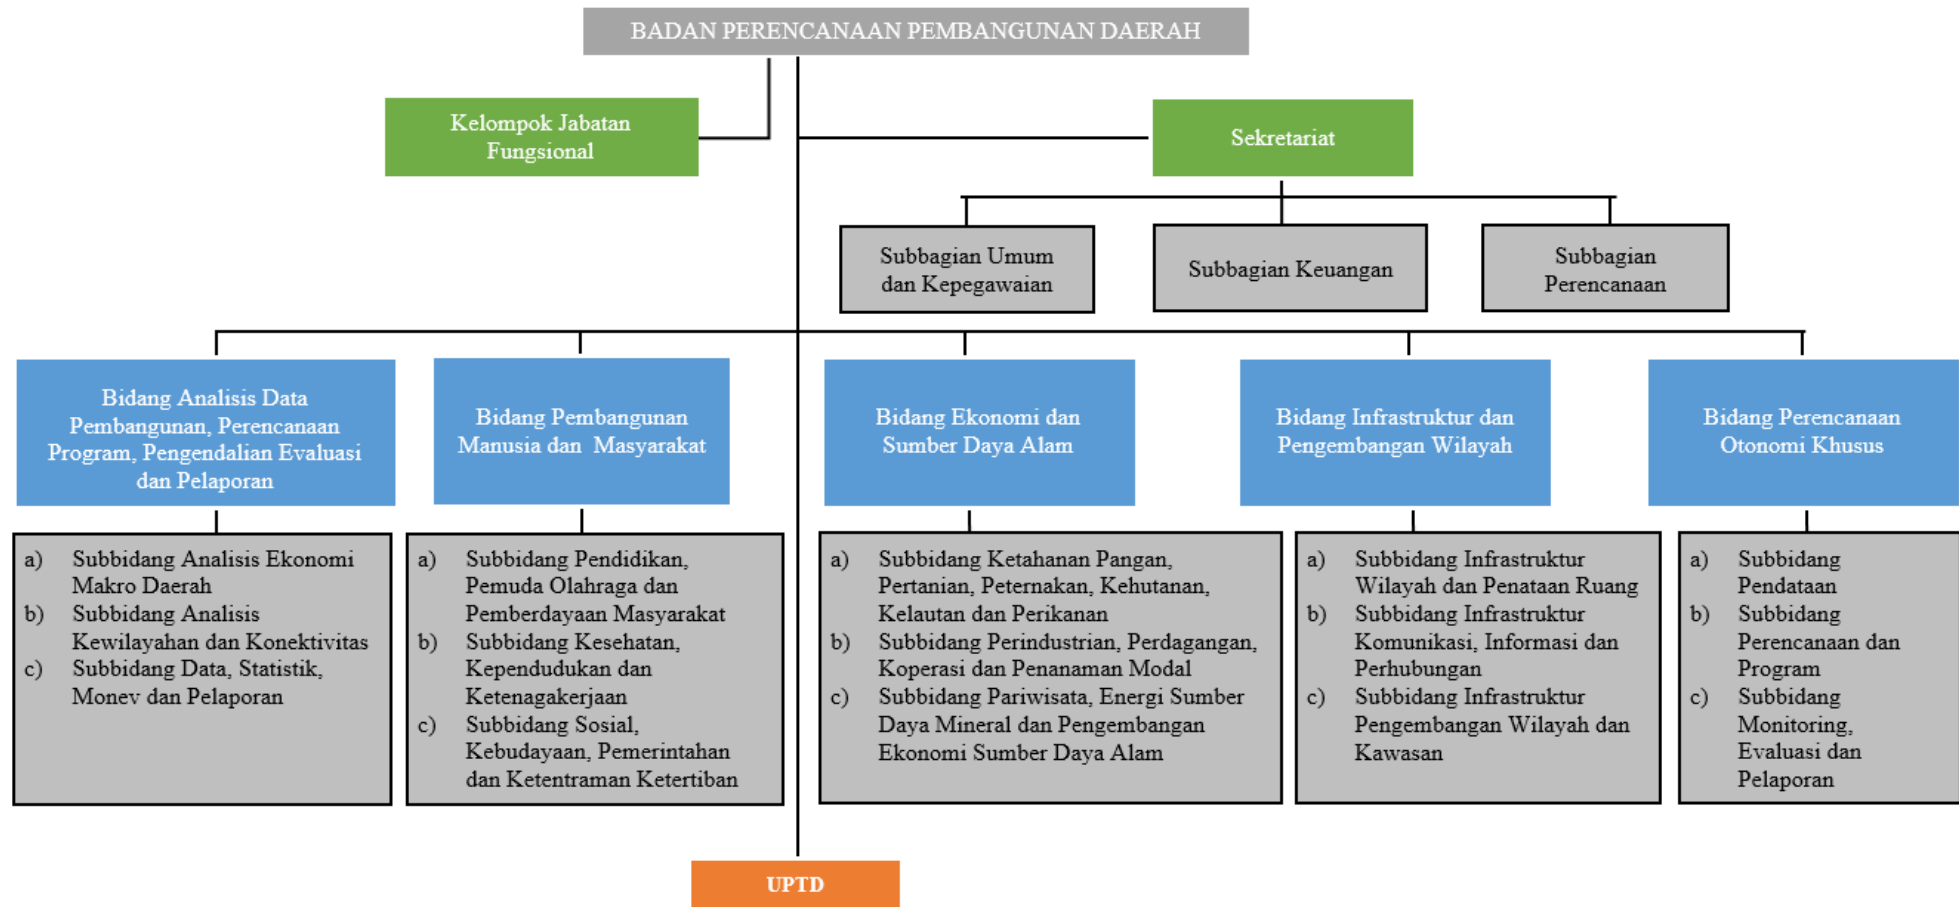 BADAN PERENCANAAN PEMBANGUNAN DAERAH
Kelompok Jabatan
Fungsional
Sekretariat
Subbagian Umum
dan Kepegawaian
Subbagian Keuangan
Subbagian
Perencanaan
Bidang Analisis Data
Pembangunan, Perencanaan
Program, Pengendalian Evaluasi
dan Pelaporan
Bidang Pembangunan
Manusia dan Masyarakat
Bidang Ekonomi dan
Sumber Daya Alam
Bidang Infrastruktur dan
Pengembangan Wilayah
Bidang Perencanaan
Otonomi Khusus
a) Subbidang Analisis Ekonomi
Makro Daerah
b) Subbidang Analisis
Kewilayahan dan Konektivitas
c) Subbidang Data, Statistik,
Monev dan Pelaporan
a) Subbidang Pendidikan,
Pemuda Olahraga dan
Pemberdayaan Masyarakat
b) Subbidang Kesehatan,
Kependudukan dan
Ketenagakerjaan
c) Subbidang Sosial,
Kebudayaan, Pemerintahan
dan Ketentraman Ketertiban
a) Subbidang Ketahanan Pangan,
Pertanian, Peternakan, Kehutanan,
Kelautan dan Perikanan
b) Subbidang Perindustrian, Perdagangan,
Koperasi dan Penanaman Modal
c) Subbidang Pariwisata, Energi Sumber
Daya Mineral dan Pengembangan
Ekonomi Sumber Daya Alam
a) Subbidang Infrastruktur
Wilayah dan Penataan Ruang
b) Subbidang Infrastruktur
Komunikasi, Informasi dan
Perhubungan
c) Subbidang Infrastruktur
Pengembangan Wilayah dan
Kawasan
a) Subbidang
Pendataan
b) Subbidang
Perencanaan dan
Program
c) Subbidang
Monitoring,
Evaluasi dan
Pelaporan
UPTD